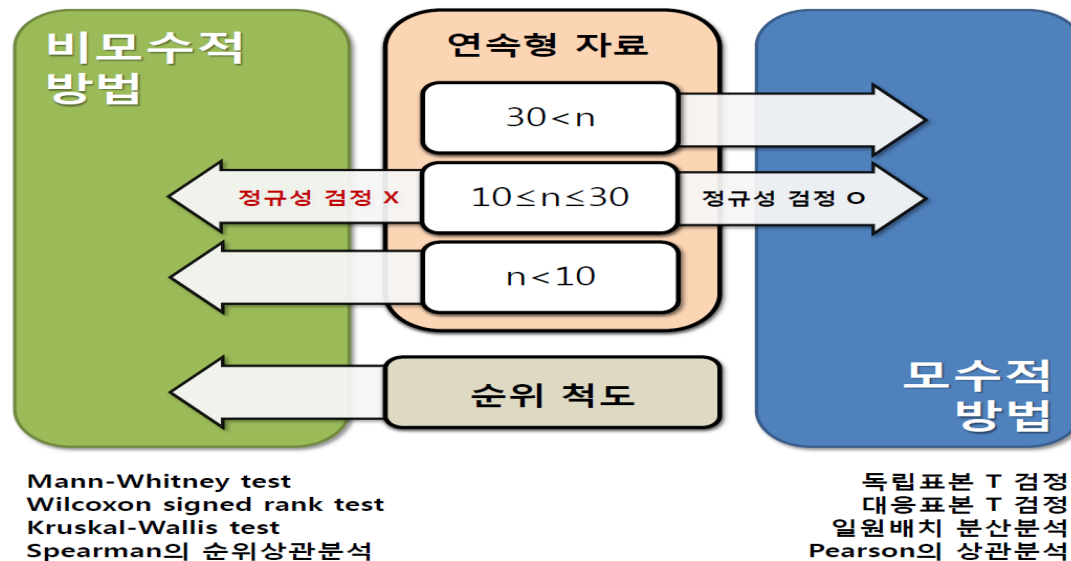 비모수적
방법
연속형 자료
30<n
정규성 검정 X
10≤n≤30
정규성 검정 O
n<10
순위 척도
모수적
방법
Mann-Whitney test
Wilcoxon signed rank test
Kruskal-Wallis test
Spearman의 순위상관분석
독립표본 T 검정
대응표본 T 검정
일원배치 분산분석
Pearson의 상관분석